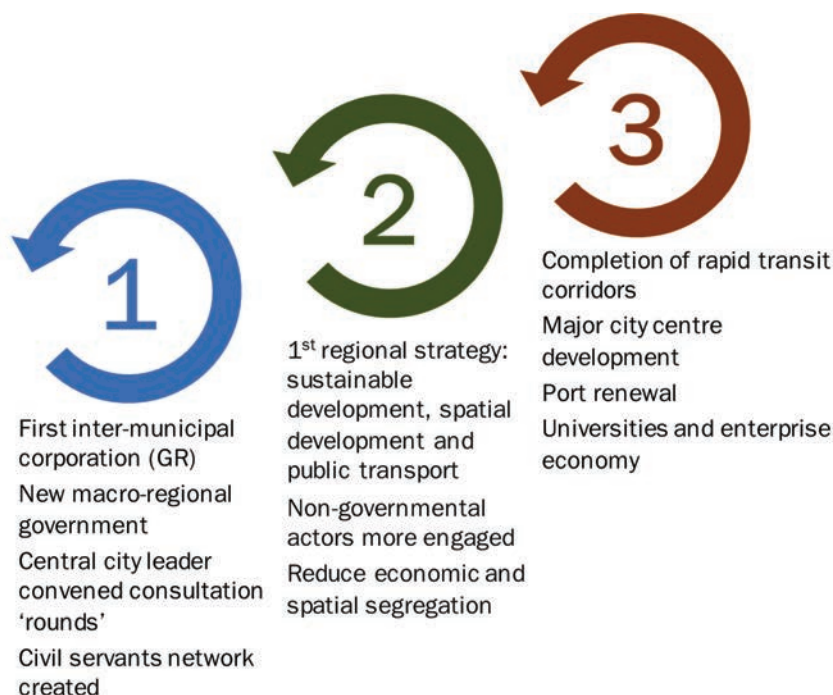 1
First inter-municipal
corporation (GR)
New macro-regional
government
Central city leader
convened consultation
‘rounds’
Civil servants network
created
2
1st regional strategy:
sustainable
development, spatial
development and
public transport
Non-governmental
actors more engaged
Reduce economic and
spatial segregation
3
Completion of rapid transit
corridors
Major city centre
development
Port renewal
Universities and enterprise
economy